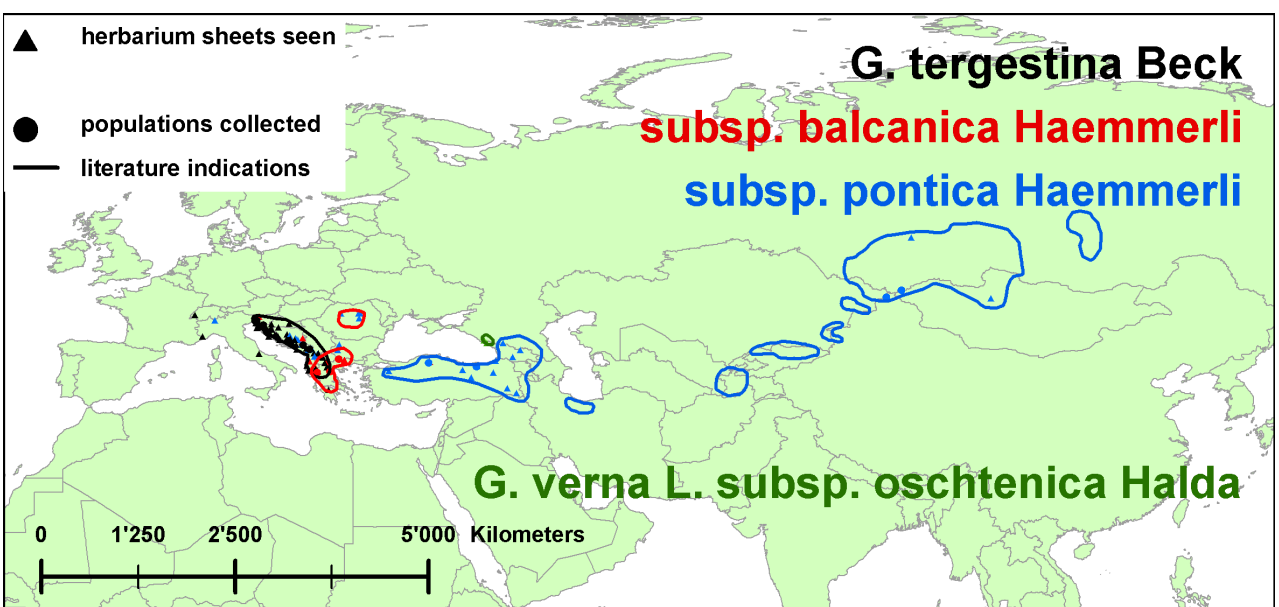 herbarium sheets seen
populations collected
literature indications
G. tergestina Beck
subsp. balcanica Haemmerli
subsp. pontica Haemmerli
G. verna L. subsp. oschtenica Halda
0 1'250 2'500 5'000 Kilometers